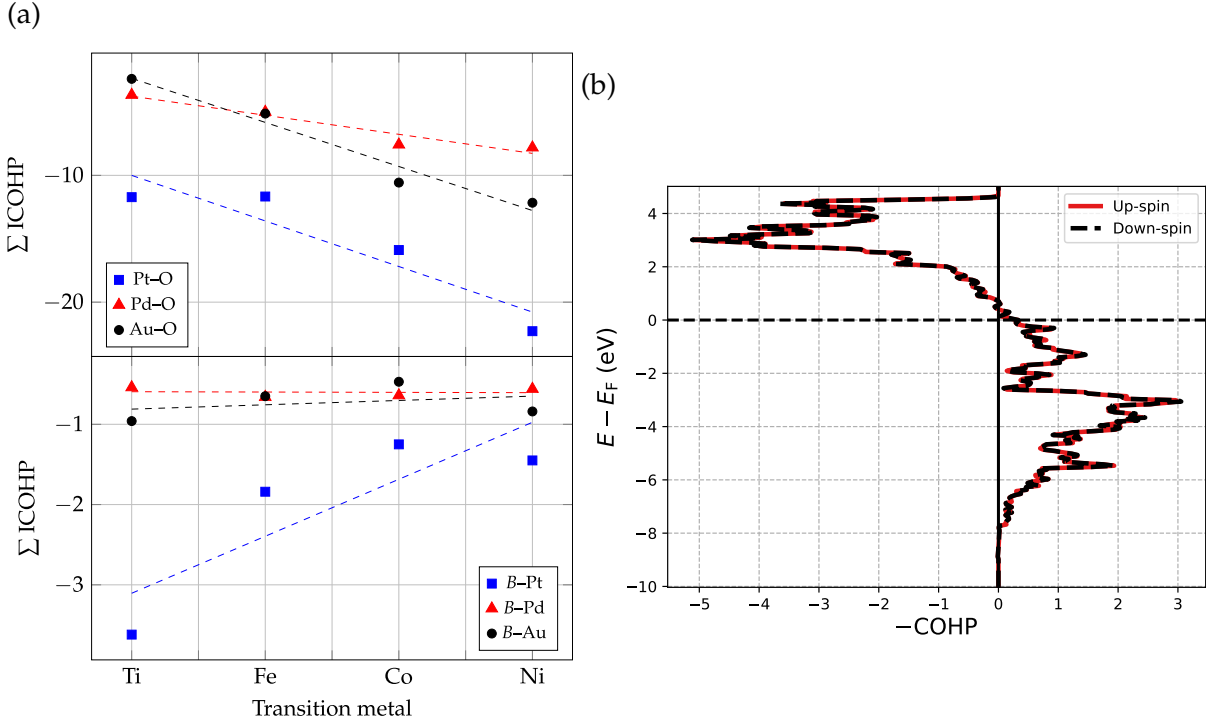 (a)
∑ ICOHP
−10
−20
Pt–O
Pd–O
Au–O
∑ ICOHP
−1
−2
−3
B–Pt
B–Pd
B–Au
Ti
Fe
Co
Ni
Transition metal
(b)
E − E_F (eV)
4
2
0
−2
−4
−6
−8
−10
Up-spin
Down-spin
−5
−4
−3
−2
−1
0
1
2
3
−COHP